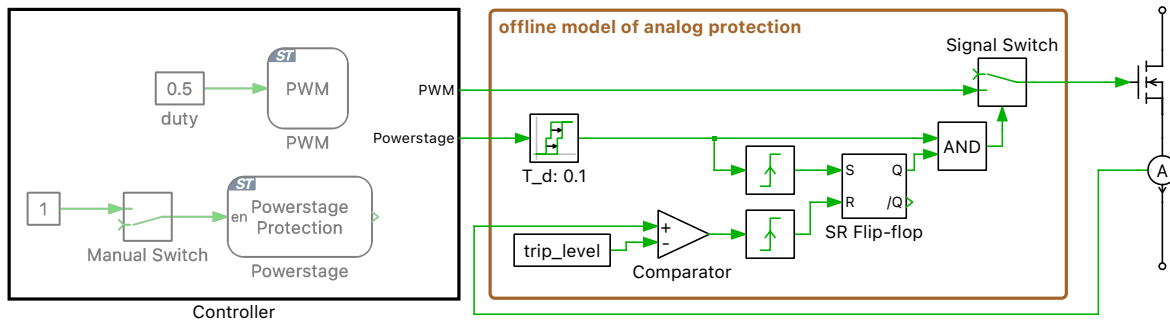 offline model of analog protection
Signal Switch
ST
PWM
0.5
duty
PWM
PWM
Powerstage
T_d: 0.1
AND
S Q
R /Q
SR Flip-flop
1
Manual Switch
ST
en
Powerstage
Protection
Powerstage
+
-
trip_level
Comparator
A
Controller